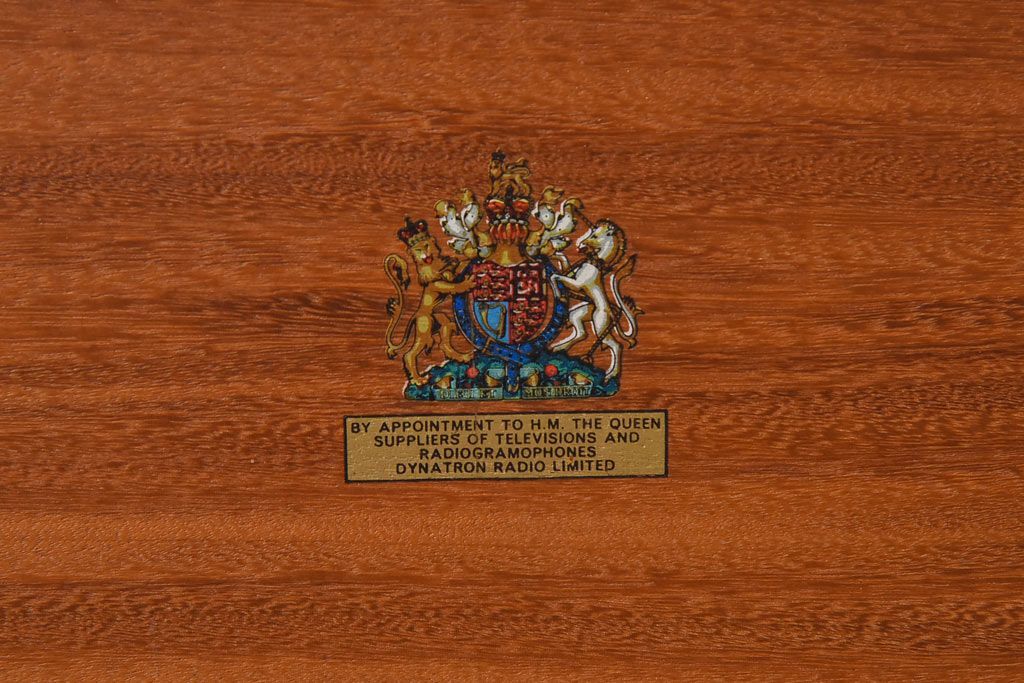 BY APPOINTMENT TO H.M. THE QUEEN
SUPPLIERS OF TELEVISIONS AND
RADIOGRAMOPHONES
DYNATRON RADIO LIMITED